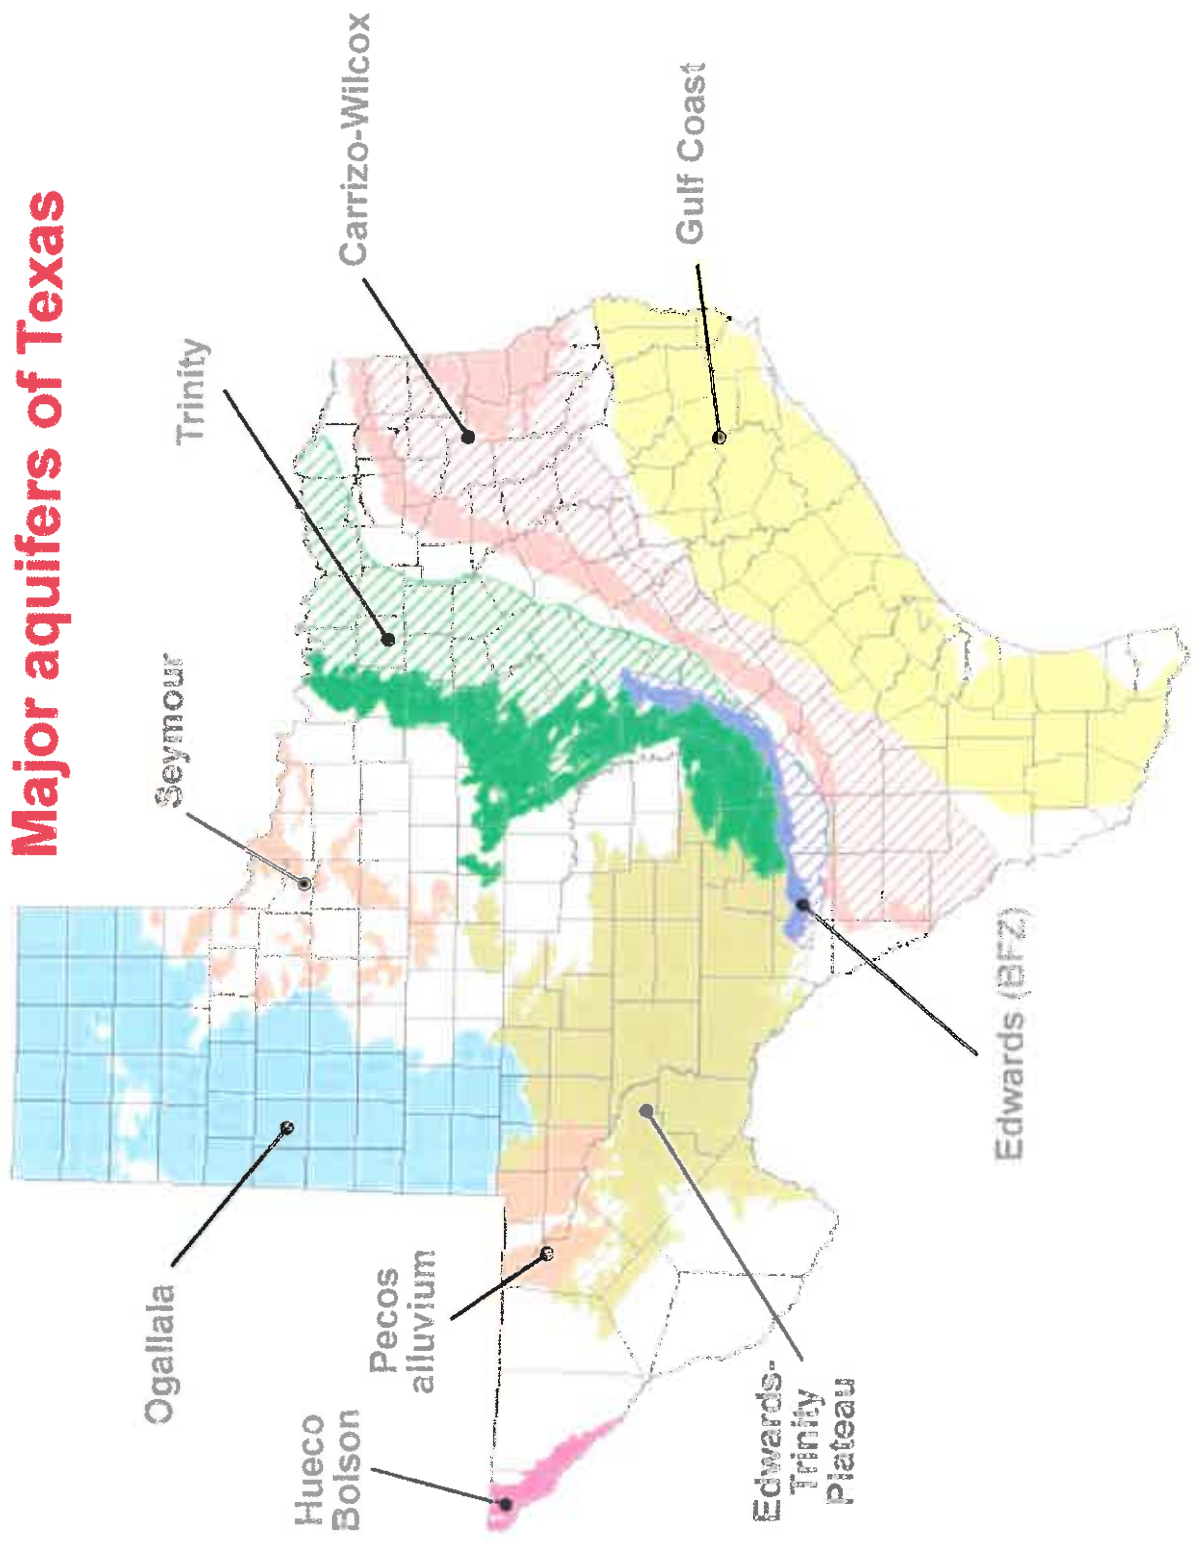 Major aquifers of Texas
Ogallala
Seymour
Trinity
Carrizo-Wilcox
Hueco
Bolson
Pecos
alluvium
Gulf Coast
Edwards-
Trinity
Plateau
Edwards (BFZ)